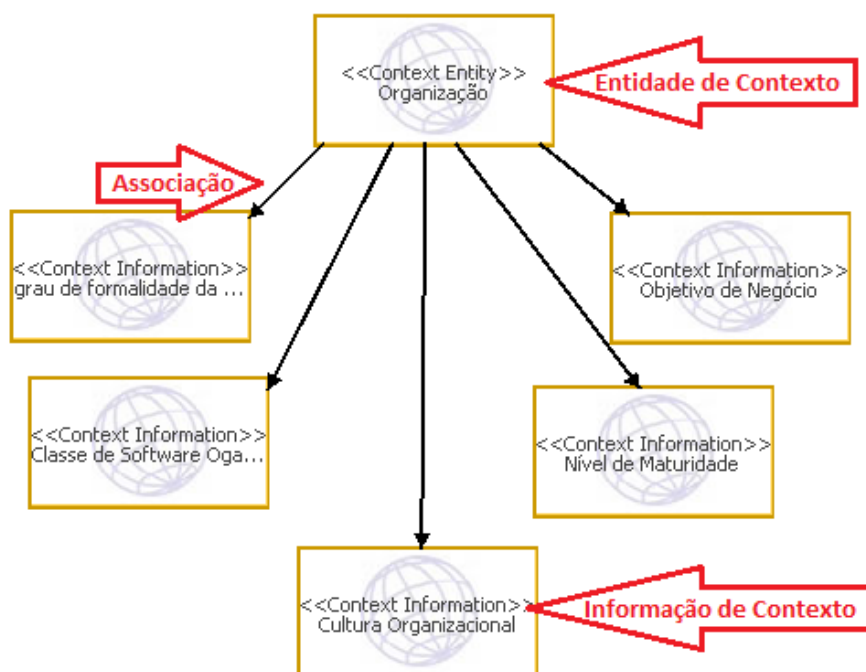 <<Context Entity>>
Organização
Entidade de Contexto
Associação
<<Context Information>>
grau de formalidade da ...
<<Context Information>>
Objetivo de Negócio
<<Context Information>>
Classe de Software Oga...
<<Context Information>>
Nível de Maturidade
<<Context Information>>
Cultura Organizacional
Informação de Contexto